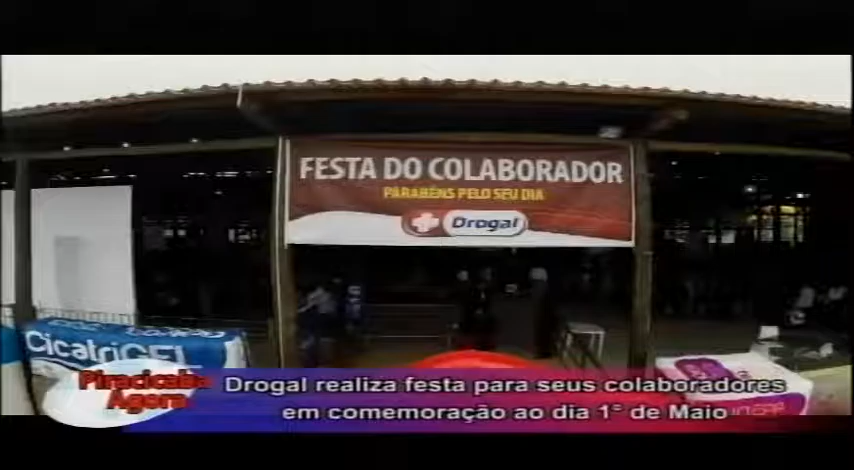 FESTA DO COLABORADOR
PARABÉNS PELO SEU DIA
Drogal
CicatriGEL
Piracicaba
Agora
Drogal realiza festa para seus colaboradores
em comemoração ao dia 1° de Maio